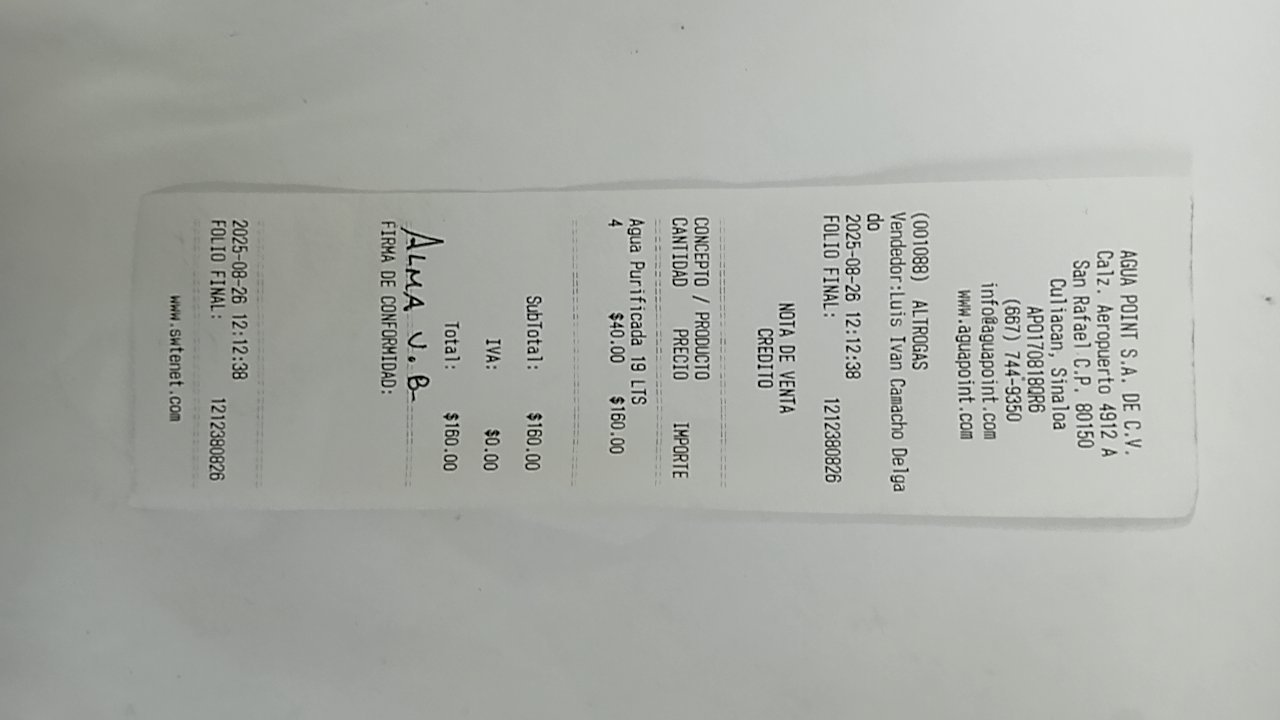 AGUA POINT S.A. DE C.V.
Calz. Aeropuerto 4912 A
San Rafael C.P. 80150
Culiacan, Sinaloa
APO170818QR6
(667) 744-9350
info@aguapoint.com
www.aguapoint.com
(001088) ALTROGAS
Vendedor:Luis Ivan Camacho Delga
do
2025-08-26 12:12:38
FOLIO FINAL: 1212380826
NOTA DE VENTA
CREDITO
CONCEPTO / PRODUCTO
CANTIDAD PRECIO IMPORTE
Agua Purificada 19 LTS
4 $40.00 $160.00
SubTotal: $160.00
IVA: $0.00
Total: $160.00
ALMA V. B
FIRMA DE CONFORMIDAD:
2025-08-26 12:12:38
FOLIO FINAL: 1212380826
www.swtenet.com